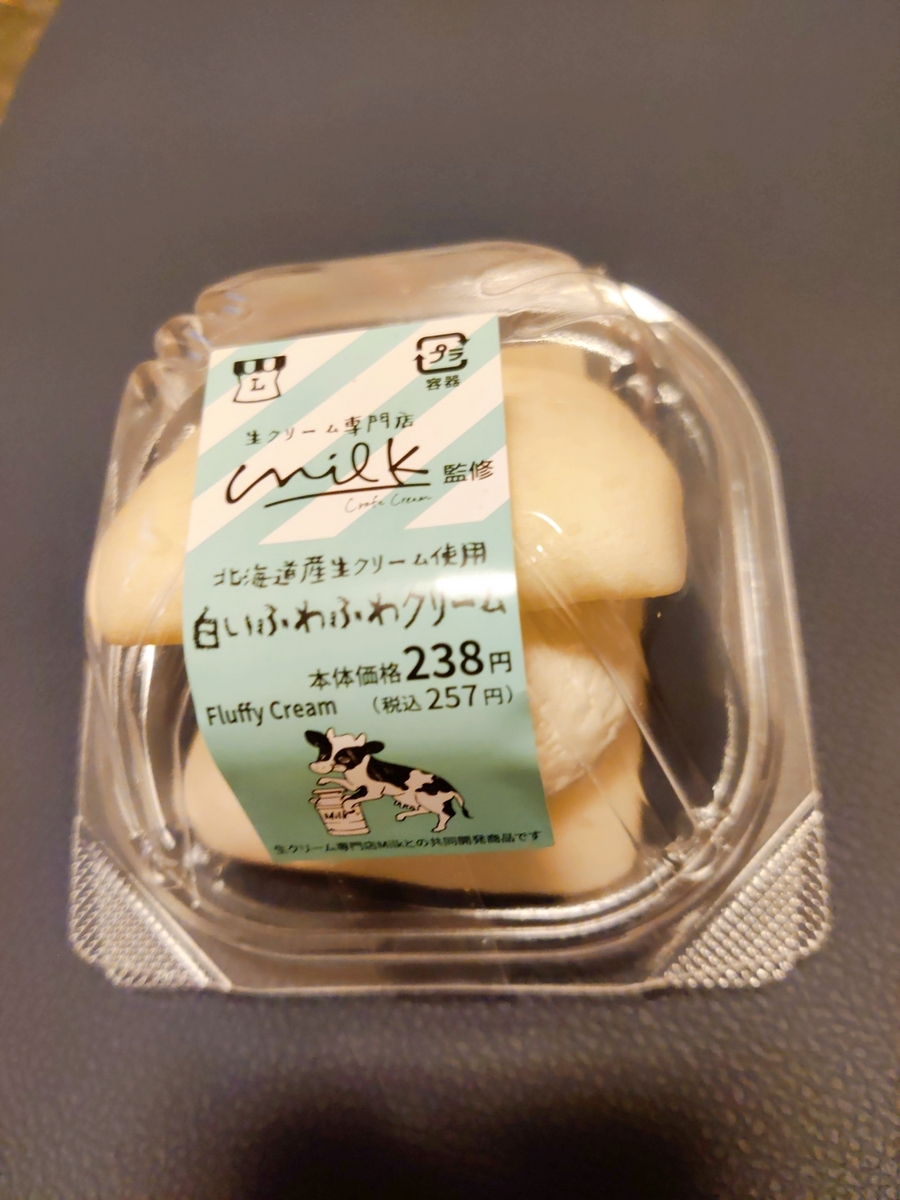 L
プラ
容器
生クリーム専門店
milk 監修
Craft Cream
北海道産生クリーム使用
白いふわふわクリーム
本体価格238円
Fluffy Cream (税込257円)
Milk
生クリーム専門店Milkとの共同開発商品です